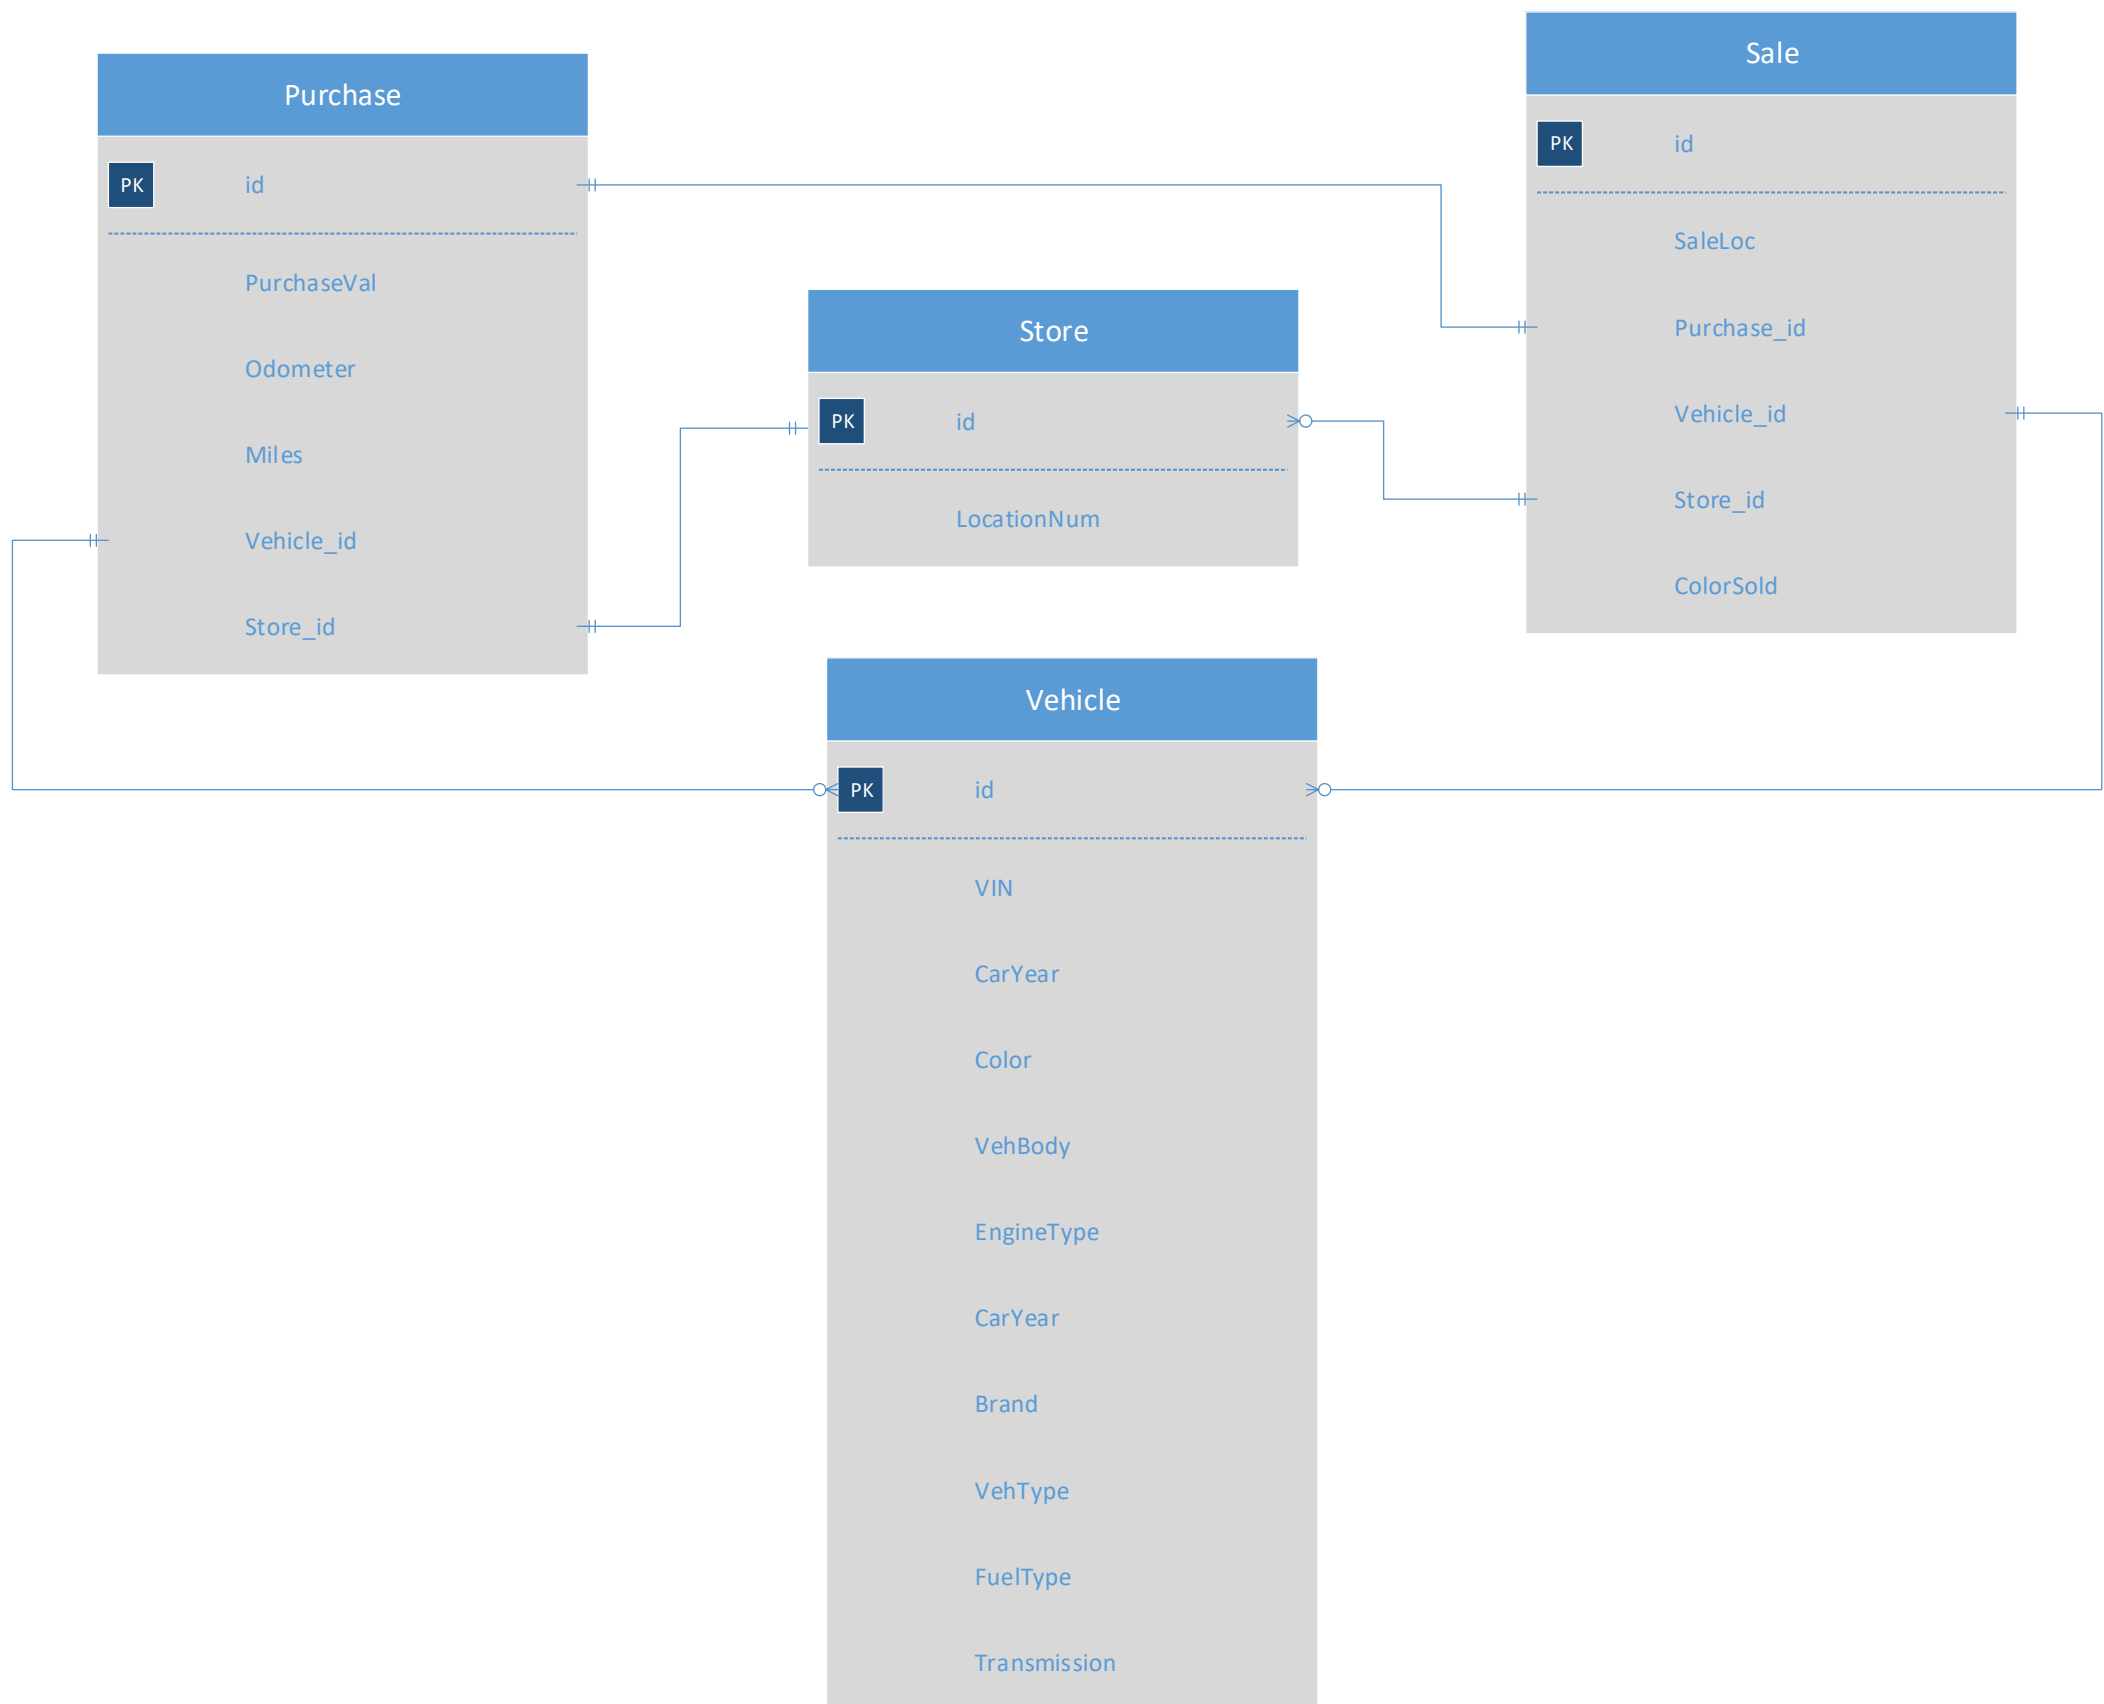 Purchase
PK id
PurchaseVal
Odometer
Miles
Vehicle_id
Store_id
Store
PK id
LocationNum
Sale
PK id
SaleLoc
Purchase_id
Vehicle_id
Store_id
ColorSold
Vehicle
PK id
VIN
CarYear
Color
VehBody
EngineType
CarYear
Brand
VehType
FuelType
Transmission